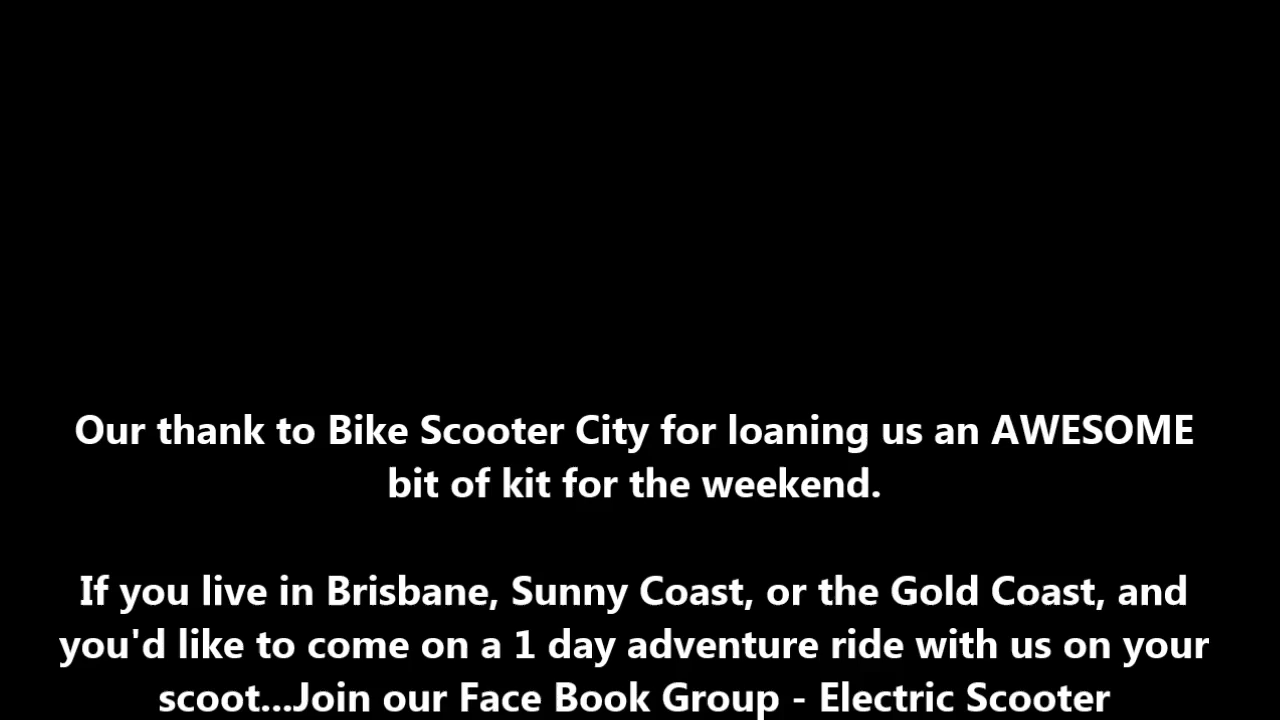 Our thank to Bike Scooter City for loaning us an AWESOME
bit of kit for the weekend.
If you live in Brisbane, Sunny Coast, or the Gold Coast, and
you'd like to come on a 1 day adventure ride with us on your
scoot...Join our Face Book Group - Electric Scooter